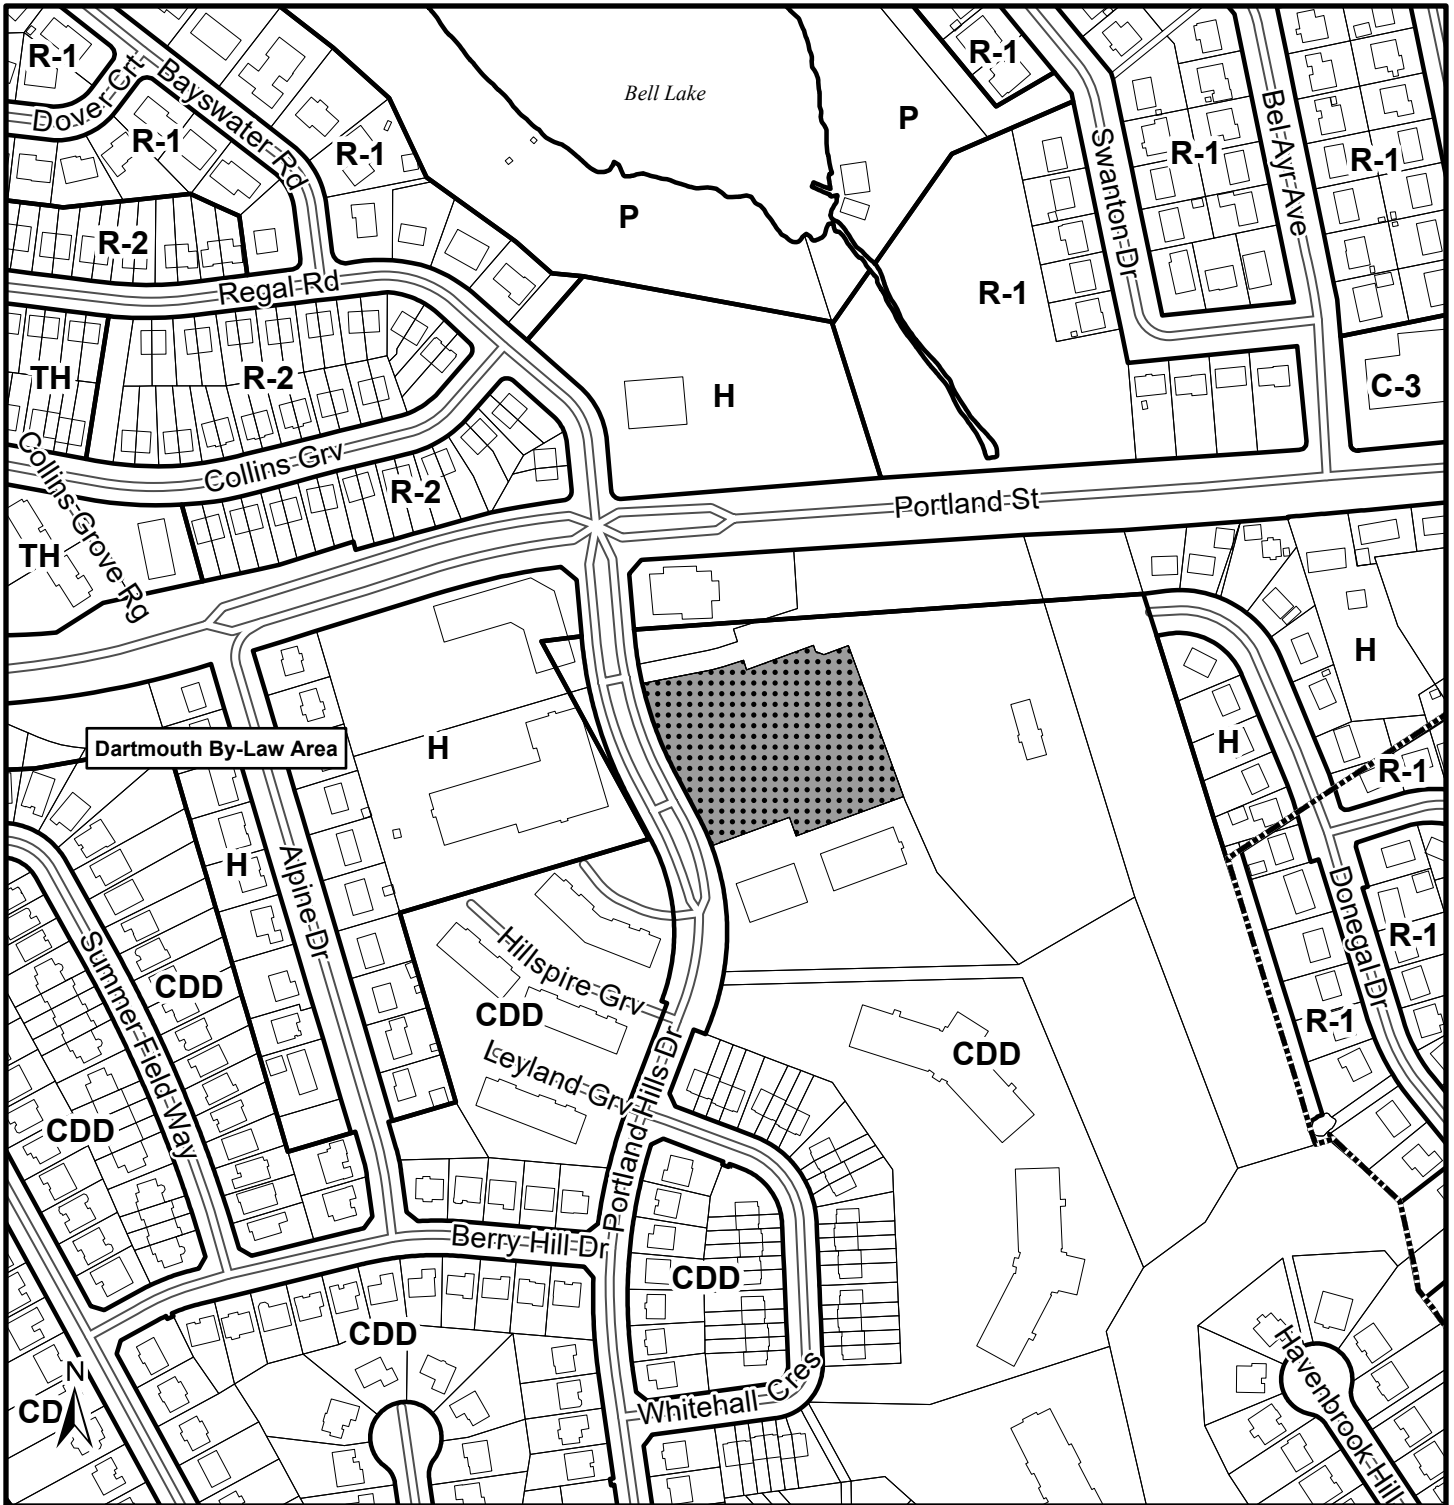 R-1
Dover Crt
Bayswater Rd
R-1
R-1
R-2
Regal Rd
TH
R-2
Collins Grv
R-2
Collins Grove Rg
TH
Bell Lake
P
P
R-1
Swanton Dr
R-1
Bel Ayr Ave
R-1
R-1
C-3
H
Portland St
Dartmouth By-Law Area
H
H
H
H
R-1
Alpine Dr
Summer Field Way
CDD
CDD
Hillspire Grv
CDD
Leyland Grv
Portland Hills Dr
CDD
Donegal Dr
R-1
R-1
Berry Hill Dr
CDD
CDD
Whitehall Cres
Havenbrook Hill
N
CD